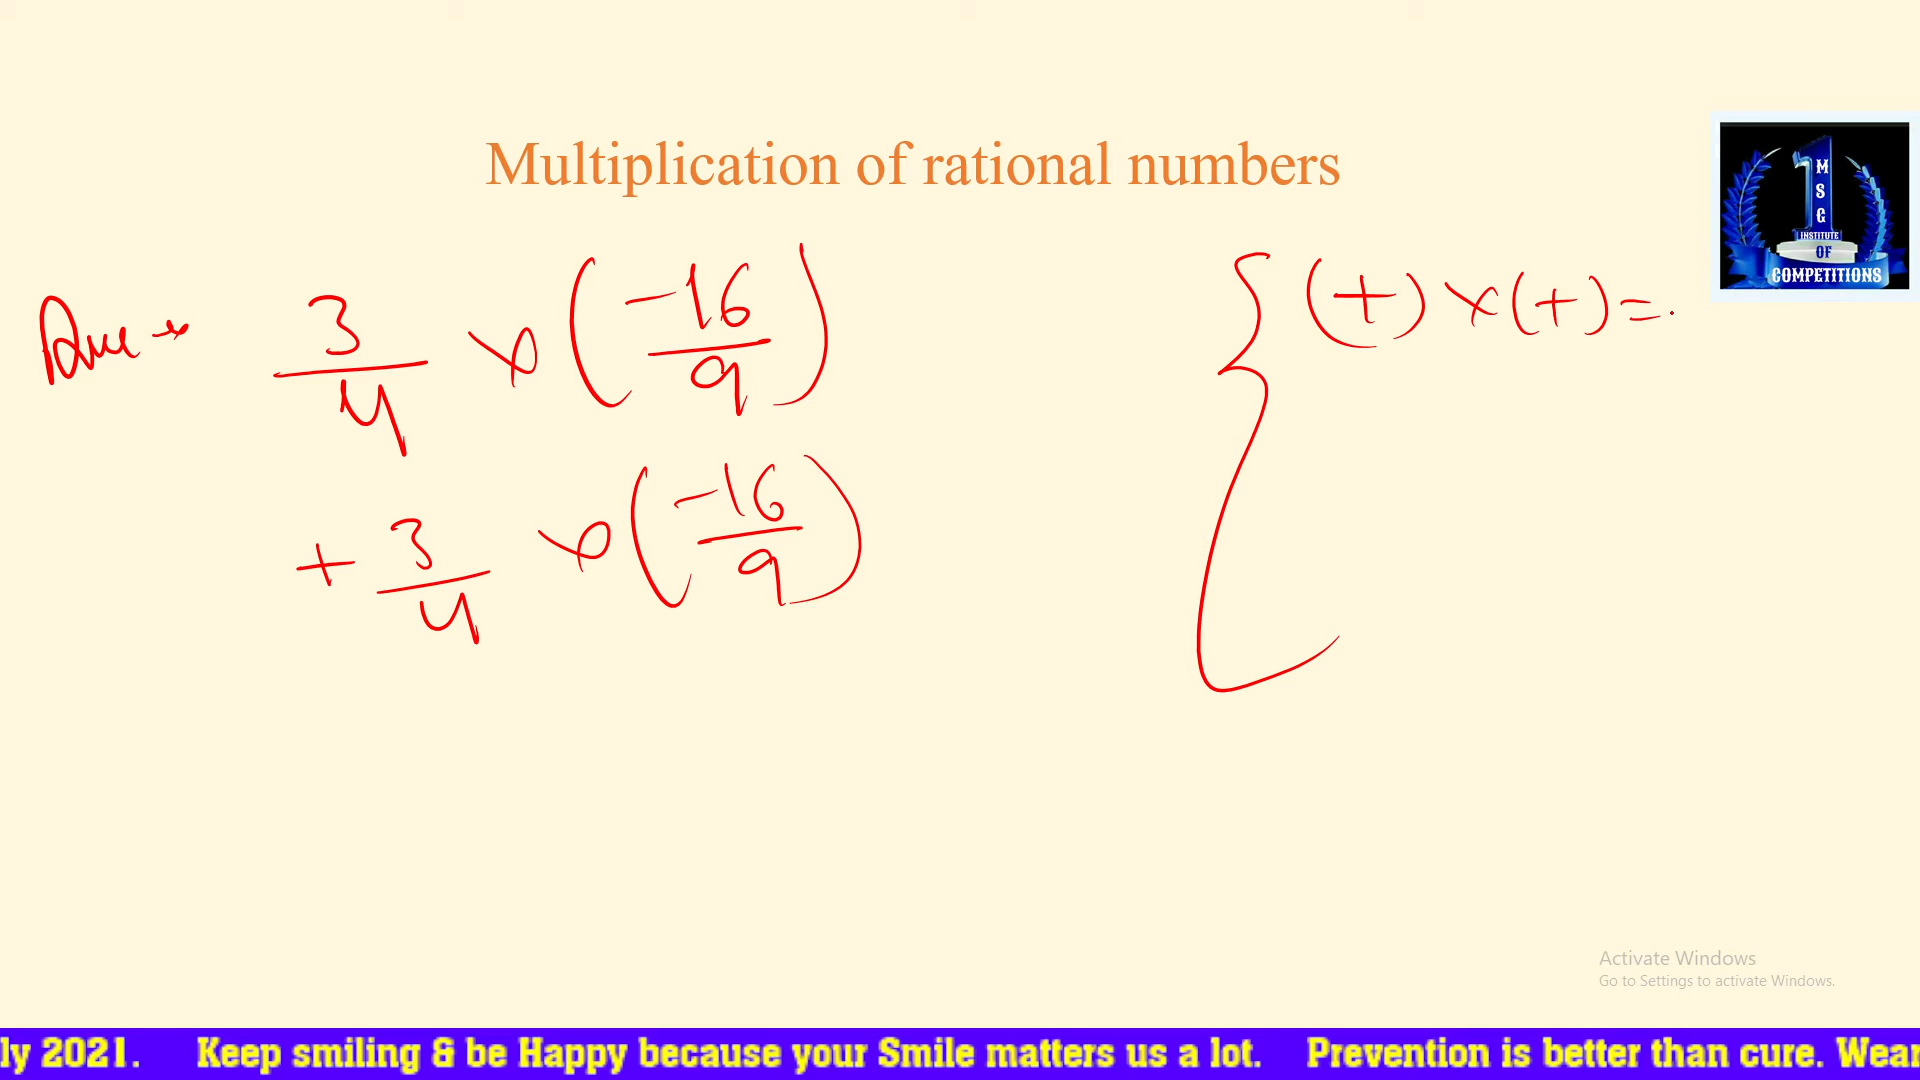 Multiplication of rational numbers
Que → 3/4 × (-16/9)
+ 3/4 × (-16/9)
{ (+) × (+) =
1
M
S
G
INSTITUTE
OF
COMPETITIONS
Activate Windows
Go to Settings to activate Windows.
ly 2021. Keep smiling & be Happy because your Smile matters us a lot. Prevention is better than cure. Wear